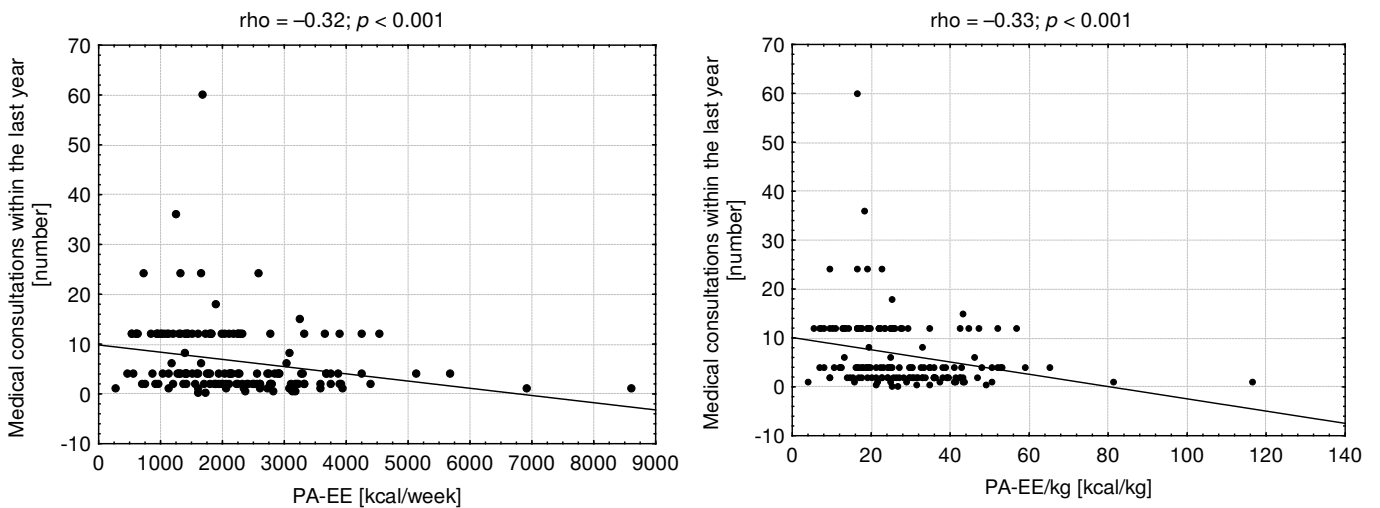 rho = –0.32; p < 0.001
Medical consultations within the last year
[number]
70
60
50
40
30
20
10
0
-10
0 1000 2000 3000 4000 5000 6000 7000 8000 9000
PA-EE [kcal/week]
rho = –0.33; p < 0.001
Medical consultations within the last year
[number]
70
60
50
40
30
20
10
0
-10
0 20 40 60 80 100 120 140
PA-EE/kg [kcal/kg]